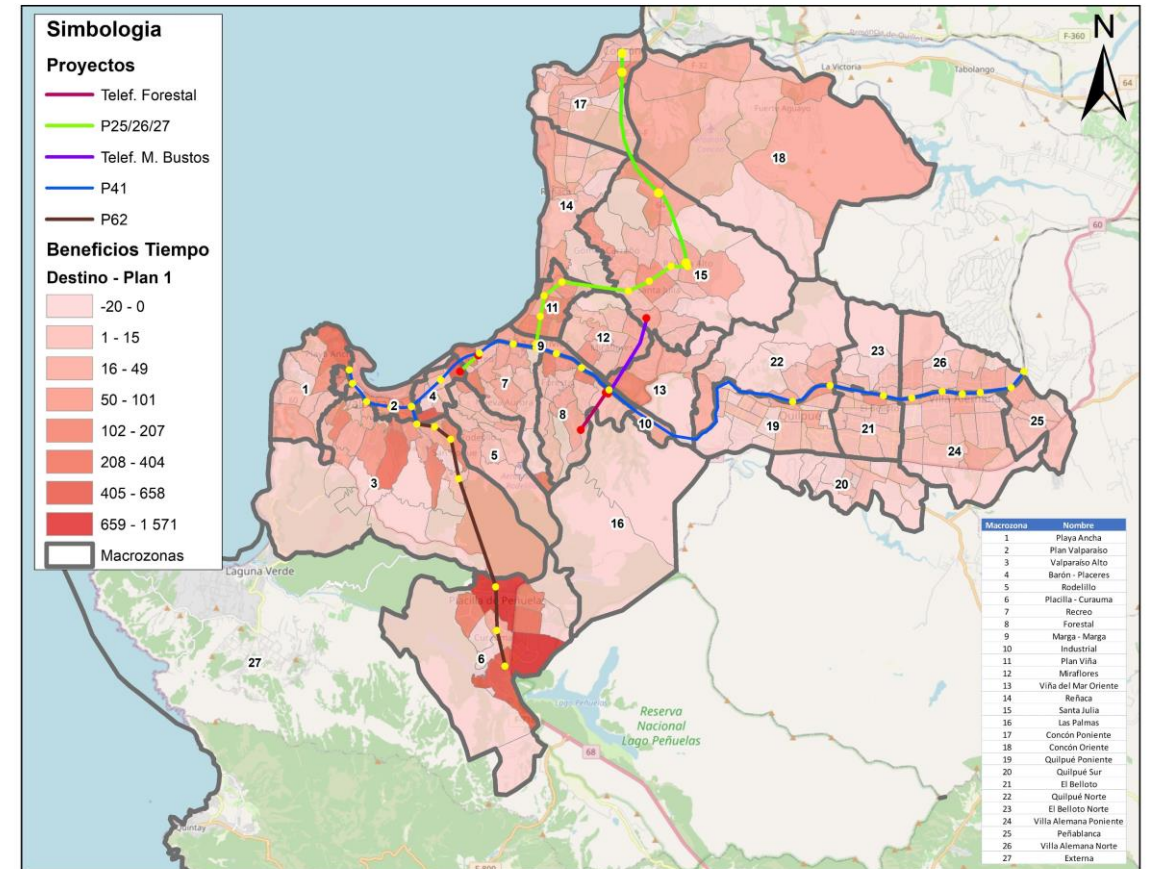 Simbologia
Proyectos
Telef. Forestal
P25/26/27
Telef. M. Bustos
P41
P62
Beneficios Tiempo
Destino - Plan 1
-20 - 0
1 - 15
16 - 49
50 - 101
102 - 207
208 - 404
405 - 658
659 - 1 571
Macrozonas
N
F-360
La Victoria
Tabolango
64
17
18
60
14
15
11
12
9
22
23
26
1
2
4
7
13
8
10
Quilpué
19
21
25
24
5
3
20
16
Laguna Verde
Placilla de Peñuelas
6
27
Lago Peñuelas
Reserva
Nacional
Lago Peñuelas
68
Quintay
F-800
Macrozona Nombre
1 Playa Ancha
2 Plan Valparaíso
3 Valparaíso Alto
4 Barón - Placeres
5 Rodelillo
6 Placilla - Curauma
7 Recreo
8 Forestal
9 Marga - Marga
10 Industrial
11 Plan Viña
12 Miraflores
13 Viña del Mar Oriente
14 Reñaca
15 Santa Julia
16 Las Palmas
17 Concón Poniente
18 Concón Oriente
19 Quilpué Poniente
20 Quilpué Sur
21 El Belloto
22 Quilpué Norte
23 El Belloto Norte
24 Villa Alemana Poniente
25 Peñablanca
26 Villa Alemana Norte
27 Externa